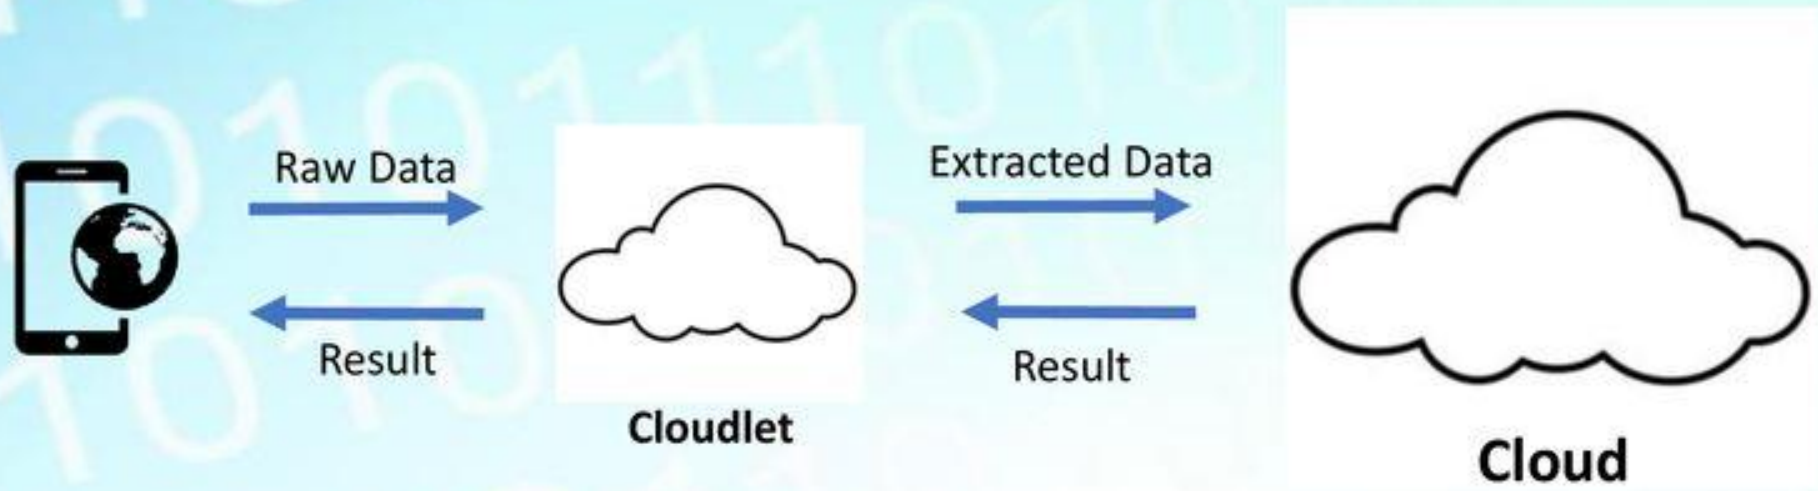 Raw Data
Result
Cloudlet
Extracted Data
Result
Cloud